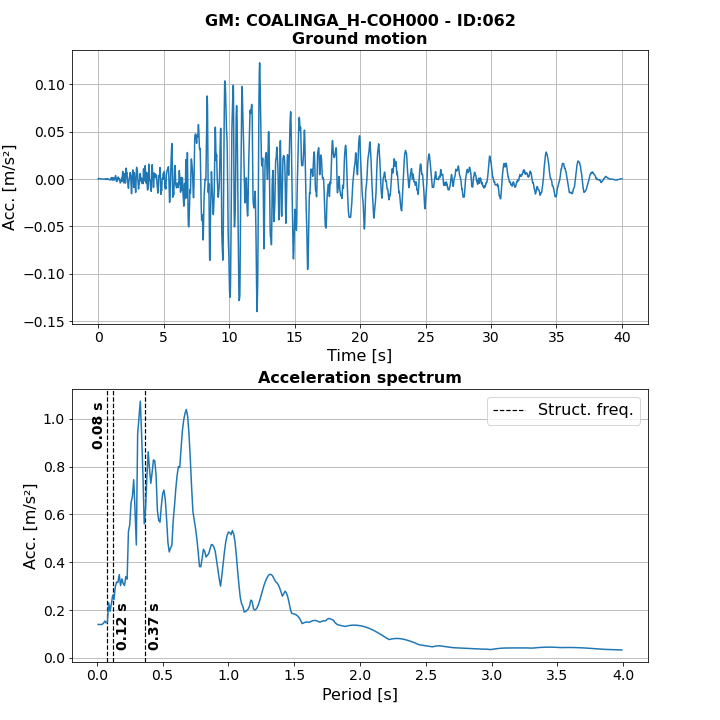 GM: COALINGA_H-COH000 - ID:062
Ground motion
0.10
0.05
0.00
−0.05
−0.10
−0.15
Acc. [m/s²]
0 5 10 15 20 25 30 35 40
Time [s]
Acceleration spectrum
1.0
0.8
0.6
0.4
0.2
0.0
Acc. [m/s²]
Struct. freq.
0.08 s
0.12 s
0.37 s
0.0 0.5 1.0 1.5 2.0 2.5 3.0 3.5 4.0
Period [s]